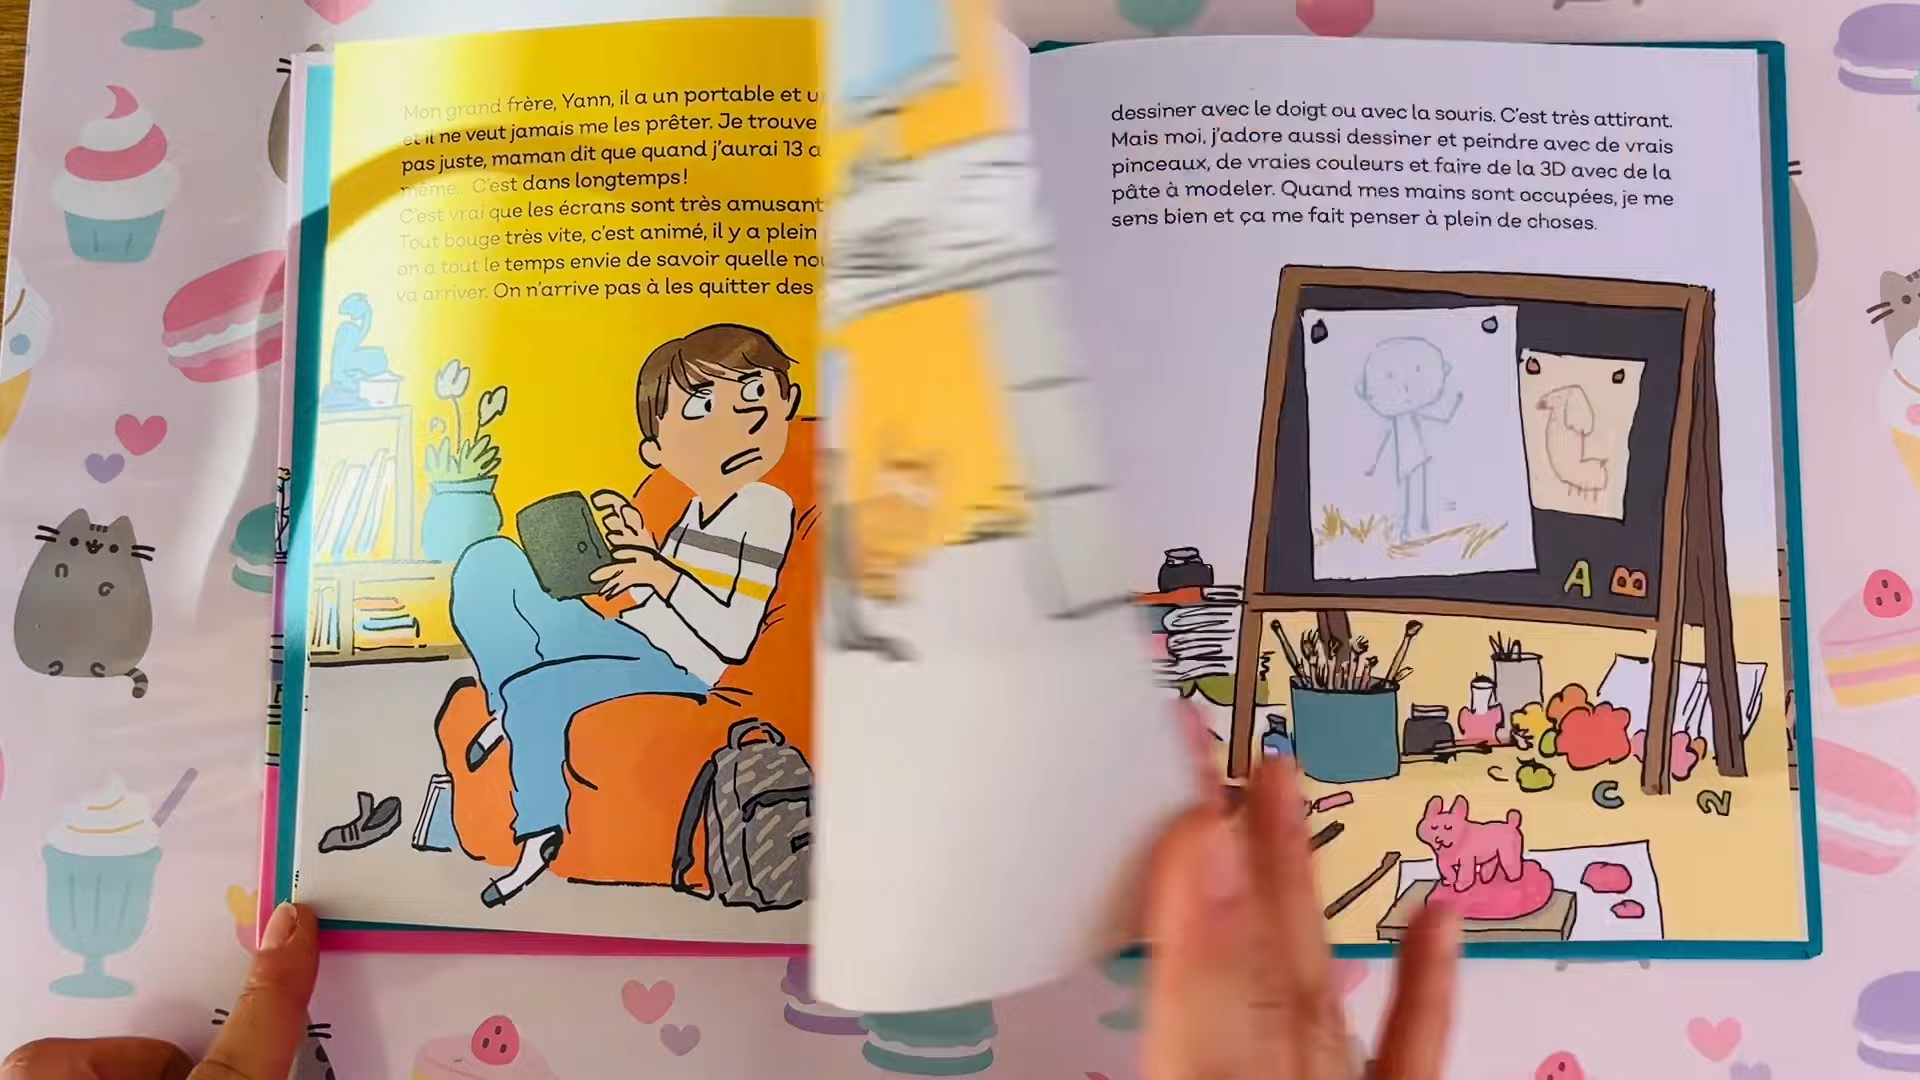 Mon grand frère, Yann, il a un portable et
et il ne veut jamais me les prêter. Je trouve
pas juste, maman dit que quand j'aurai 13
même... C'est dans longtemps!
C'est vrai que les écrans sont très amusant
Tout bouge très vite, c'est animé, il y a plein
on a tout le temps envie de savoir quelle
va arriver. On n'arrive pas à les quitter des
dessiner avec le doigt ou avec la souris. C'est très attirant.
Mais moi, j'adore aussi dessiner et peindre avec de vrais
pinceaux, de vraies couleurs et faire de la 3D avec de la
pâte à modeler. Quand mes mains sont occupées, je me
sens bien et ça me fait penser à plein de choses.
A B
C 2